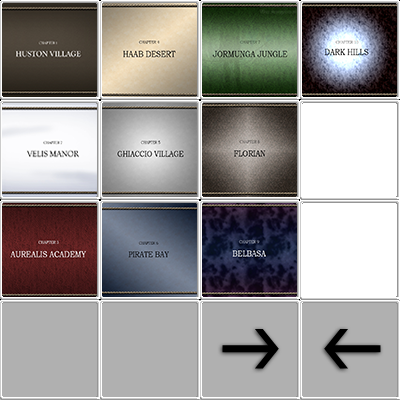 CHAPTER 1
HUSTON VILLAGE
CHAPTER 4
HAAB DESERT
CHAPTER 7
JORMUNGA JUNGLE
CHAPTER 10
DARK HILLS
CHAPTER 2
VELIS MANOR
CHAPTER 5
GHIACCIO VILLAGE
CHAPTER 8
FLORIAN
CHAPTER 3
AUREALIS ACADEMY
CHAPTER 6
PIRATE BAY
CHAPTER 9
BELBASA